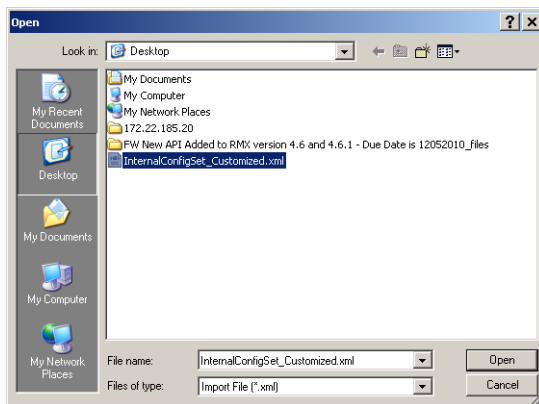 Open
Look in:
Desktop
My Recent
Documents
Desktop
My Documents
My Computer
My Network
Places
My Documents
My Computer
My Network Places
172.22.185.20
FW New API Added to RMX version 4.6 and 4.6.1 - Due Date is 12052010_files
InternalConfigSet_Customized.xml
File name:
InternalConfigSet_Customized.xml
Open
Files of type:
Import File (*.xml)
Cancel